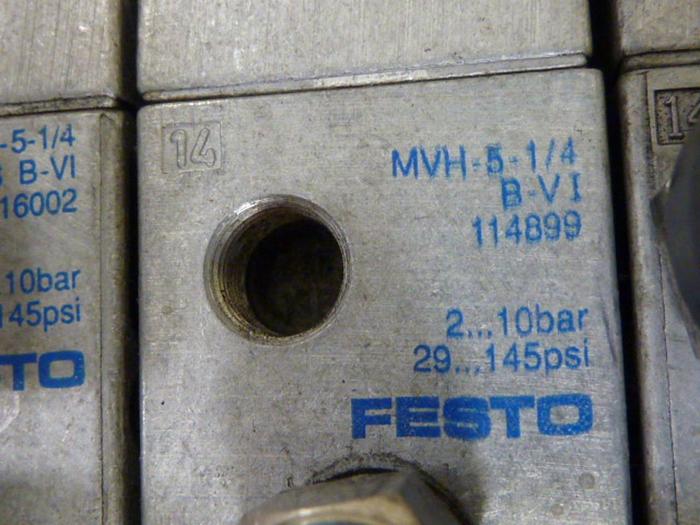 -5-1/4
B-VI
16002
10bar
145psi
STO
14
MVH-5-1/4
B-VI
114899
2...10bar
29...145psi
FESTO
14